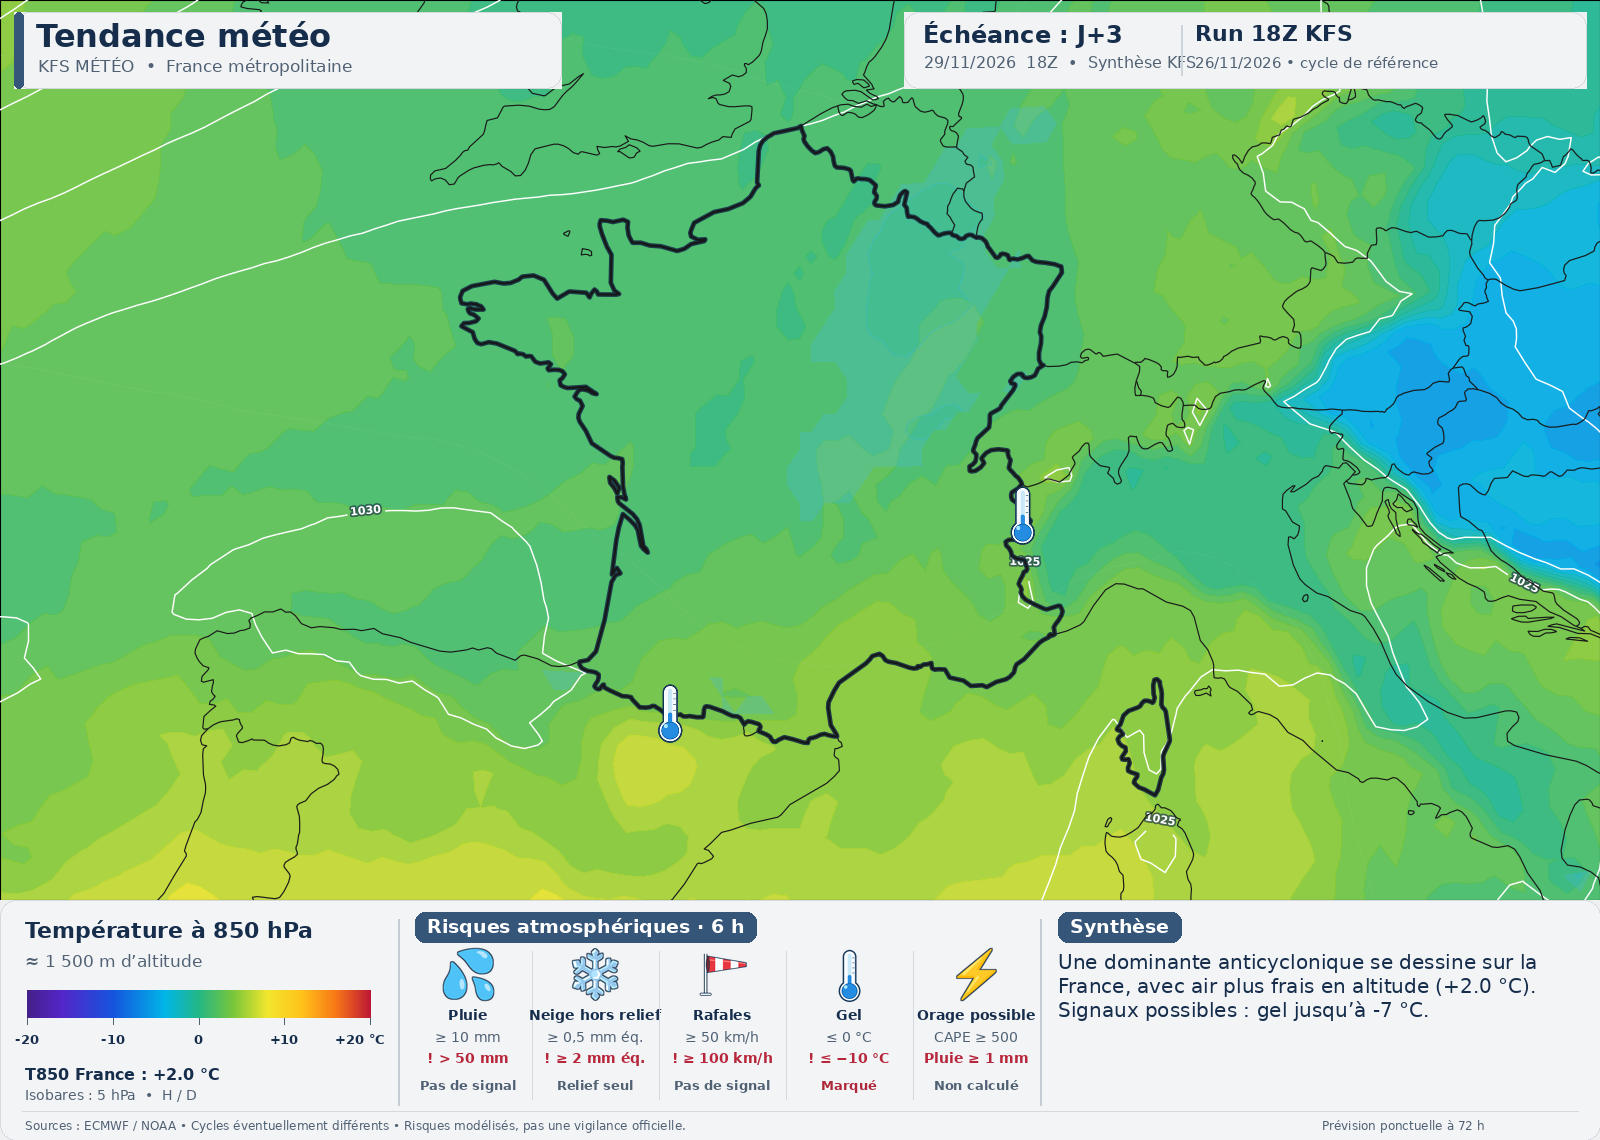 Tendance météo
KFS MÉTÉO • France métropolitaine
Échéance : J+3
29/11/2026 18Z • Synthèse KFS
Run 18Z KFS
26/11/2026 • cycle de référence
1030
1025
1025
1025
Température à 850 hPa
≈ 1 500 m d’altitude
-20
-10
0
+10
+20 °C
T850 France : +2.0 °C
Isobares : 5 hPa • H / D
Risques atmosphériques · 6 h
Pluie
≥ 10 mm
! > 50 mm
Pas de signal
Neige hors relief
≥ 0,5 mm éq.
! ≥ 2 mm éq.
Relief seul
Rafales
≥ 50 km/h
! ≥ 100 km/h
Pas de signal
Gel
≤ 0 °C
! ≤ −10 °C
Marqué
Orage possible
CAPE ≥ 500
Pluie ≥ 1 mm
Non calculé
Synthèse
Une dominante anticyclonique se dessine sur la
France, avec air plus frais en altitude (+2.0 °C).
Signaux possibles : gel jusqu’à -7 °C.
Sources : ECMWF / NOAA • Cycles éventuellement différents • Risques modélisés, pas une vigilance officielle.
Prévision ponctuelle à 72 h